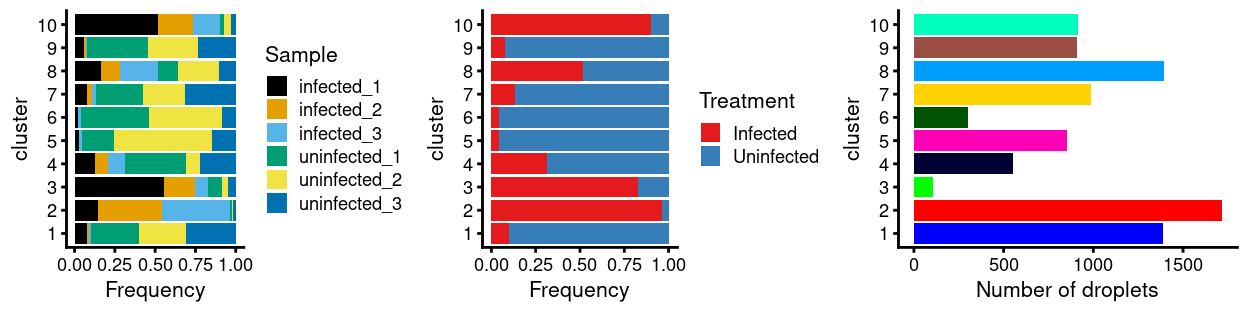 cluster
10
9
8
7
6
5
4
3
2
1
0.00 0.25 0.50 0.75 1.00
Frequency
Sample
infected_1
infected_2
infected_3
uninfected_1
uninfected_2
uninfected_3
cluster
10
9
8
7
6
5
4
3
2
1
0.00 0.25 0.50 0.75 1.00
Frequency
Treatment
Infected
Uninfected
cluster
10
9
8
7
6
5
4
3
2
1
0 500 1000 1500
Number of droplets